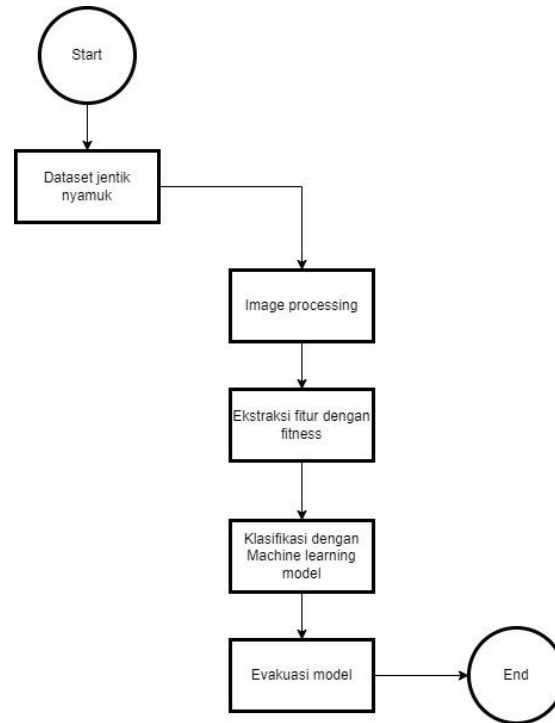 Start
Dataset jentik
nyamuk
Image processing
Ekstraksi fitur dengan
fitness
Klasifikasi dengan
Machine learning
model
Evakuasi model
End